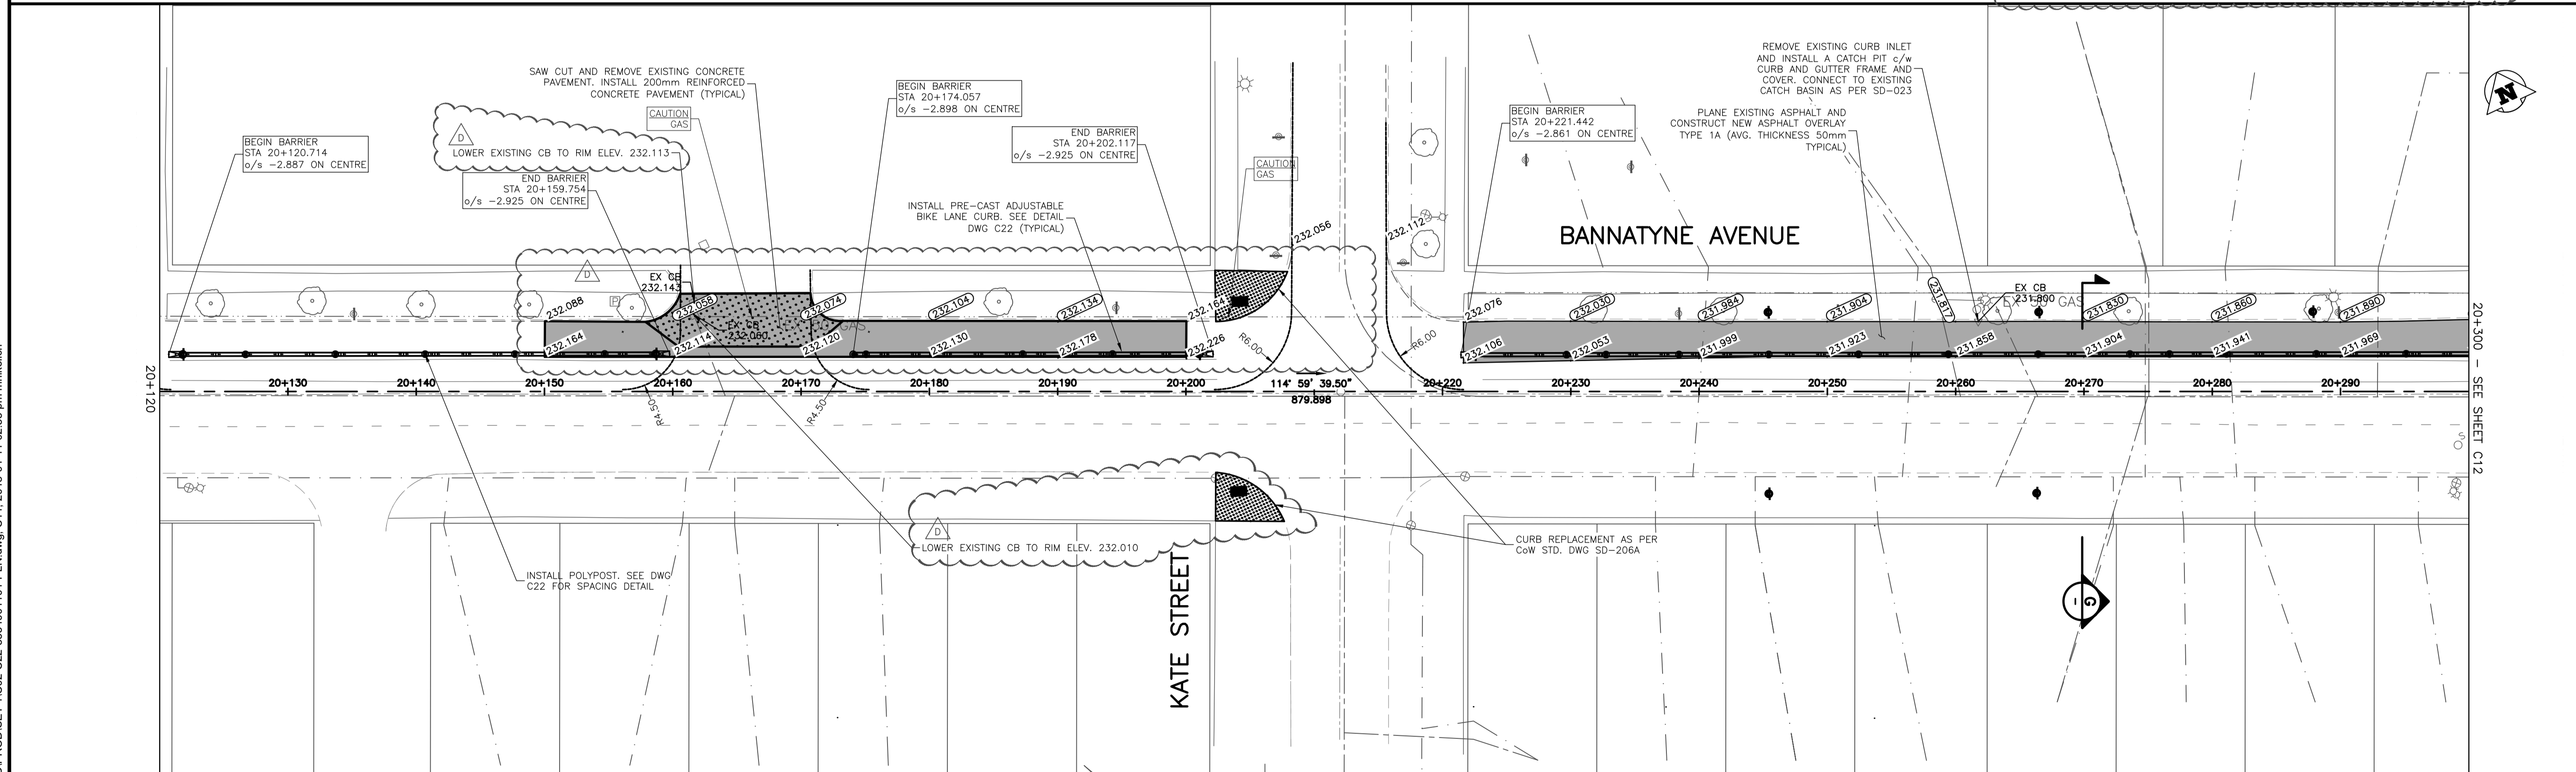 SAW CUT AND REMOVE EXISTING CONCRETE
PAVEMENT. INSTALL 200mm REINFORCED
CONCRETE PAVEMENT (TYPICAL)
CAUTION
GAS
BEGIN BARRIER
STA 20+120.714
o/s -2.887 ON CENTRE
D
LOWER EXISTING CB TO RIM ELEV. 232.113
END BARRIER
STA 20+159.754
o/s -2.925 ON CENTRE
BEGIN BARRIER
STA 20+174.057
o/s -2.898 ON CENTRE
END BARRIER
STA 20+202.117
o/s -2.925 ON CENTRE
INSTALL PRE-CAST ADJUSTABLE
BIKE LANE CURB. SEE DETAIL
DWG C22 (TYPICAL)
CAUTION
GAS
BEGIN BARRIER
STA 20+221.442
o/s -2.861 ON CENTRE
REMOVE EXISTING CURB INLET
AND INSTALL A CATCH PIT c/w
CURB AND GUTTER FRAME AND
COVER. CONNECT TO EXISTING
CATCH BASIN AS PER SD-023
PLANE EXISTING ASPHALT AND
CONSTRUCT NEW ASPHALT OVERLAY
TYPE 1A (AVG. THICKNESS 50mm
TYPICAL)
N
BANNATYNE AVENUE
232.056
232.112
D
EX CB
232.143
P
232.088
232.058
232.074
232.104
232.134
232.164
232.076
232.030
231.984
231.904
231.817
EX CB
231.800
GAS
231.830
231.860
231.890
EX CB
232.060
GAS
232.164
232.114
232.120
232.130
232.178
232.226
R6.00
R6.00
232.106
232.053
231.999
231.923
231.858
231.904
231.941
231.969
20+120
20+130
20+140
20+150
20+160
20+170
20+180
20+190
20+200
114° 59' 39.50"
879.898
20+220
20+230
20+240
20+250
20+260
20+270
20+280
20+290
20+300 - SEE SHEET C12
R4.50
R4.50
S
D
LOWER EXISTING CB TO RIM ELEV. 232.010
CURB REPLACEMENT AS PER
CoW STD. DWG SD-206A
INSTALL POLYPOST. SEE DWG
C22 FOR SPACING DETAIL
KATE STREET
G
-